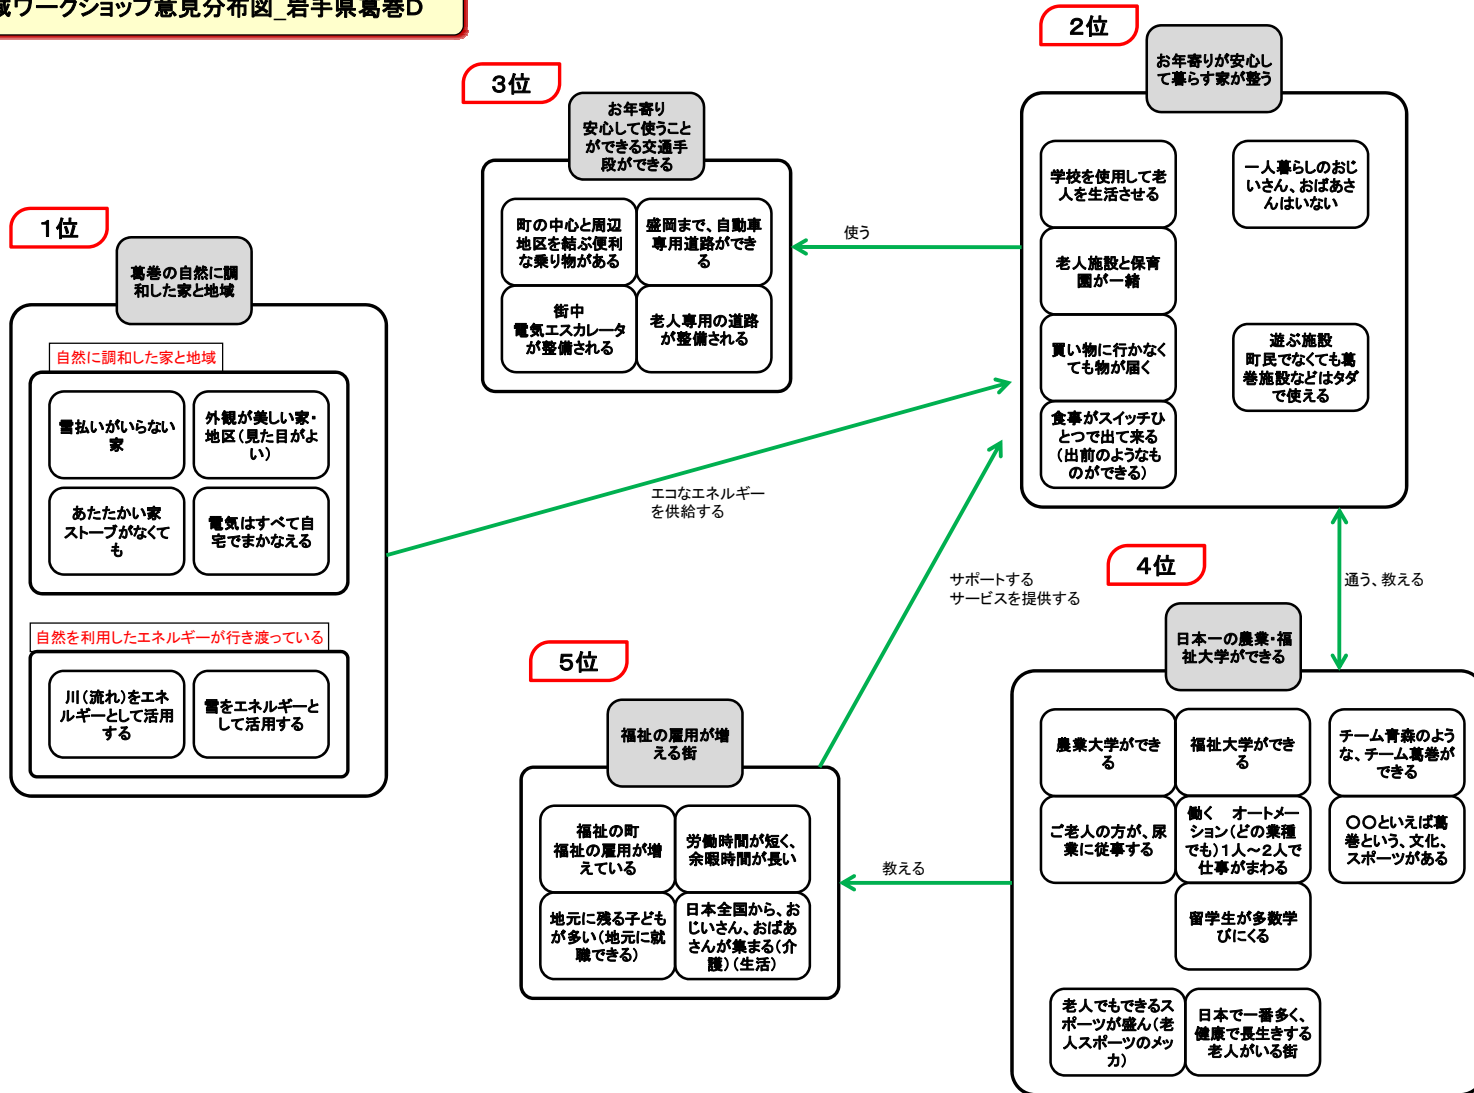 域ワークショップ意見分布図_岩手県葛巻D
1位
葛巻の自然に調
和した家と地域
自然に調和した家と地域
雪払いがいらない
家
外観が美しい家・
地区(見た目がよ
い)
あたたかい家
ストーブがなくて
も
電気はすべて自
宅でまかなえる
自然を利用したエネルギーが行き渡っている
川(流れ)をエネ
ルギーとして活用
する
雪をエネルギーと
して活用する
3位
お年寄り
安心して使うこと
ができる交通手
段ができる
町の中心と周辺
地区を結ぶ便利
な乗り物がある
盛岡まで、自動車
専用道路ができ
る
街中
電気エスカレータ
が整備される
老人専用の道路
が整備される
使う
2位
お年寄りが安心し
て暮らす家が整う
学校を使用して老
人を生活させる
老人施設と保育
園が一緒
買い物に行かなく
ても物が届く
食事がスイッチひ
とつで出て来る
(出前のようなも
のができる)
一人暮らしのおじ
いさん、おばあさ
んはいない
遊ぶ施設
町民でなくても葛
巻施設などはタダ
で使える
エコなエネルギー
を供給する
サポートする
サービスを提供する
通う、教える
4位
日本一の農業・福
祉大学ができる
農業大学ができ
る
福祉大学ができ
る
チーム青森のよう
な、チーム葛巻が
できる
ご老人の方が、尿
業に従事する
働く　オートメー
ション(どの業種
でも)1人~2人で
仕事がまわる
〇〇といえば葛
巻という、文化、
スポーツがある
留学生が多数学
びにくる
老人でもできるス
ポーツが盛ん(老
人スポーツのメッ
カ)
日本で一番多く、
健康で長生きする
老人がいる街
教える
5位
福祉の雇用が増
える街
福祉の町
福祉の雇用が増
えている
労働時間が短く、
余暇時間が長い
地元に残る子ども
が多い(地元に就
職できる)
日本全国から、お
じいさん、おばあ
さんが集まる(介
護)(生活)